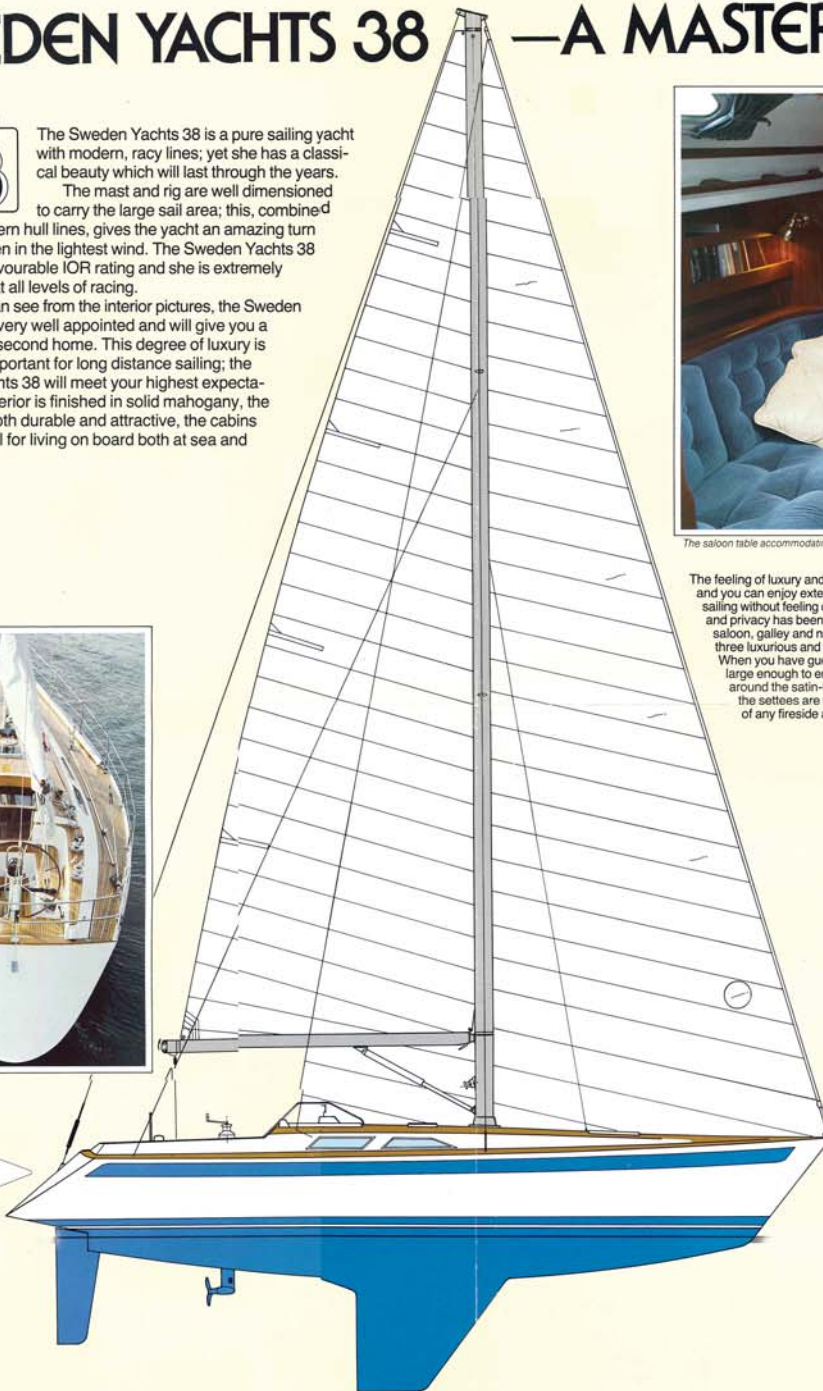 EDEN YACHTS 38 —A MASTER
The Sweden Yachts 38 is a pure sailing yacht
with modern, racy lines; yet she has a classi-
cal beauty which will last through the years.
The mast and rig are well dimensioned
to carry the large sail area; this, combined
ern hull lines, gives the yacht an amazing turn
en in the lightest wind. The Sweden Yachts 38
vourable IOR rating and she is extremely
t all levels of racing.
an see from the interior pictures, the Sweden
very well appointed and will give you a
second home. This degree of luxury is
portant for long distance sailing; the
hts 38 will meet your highest expecta-
terior is finished in solid mahogany, the
oth durable and attractive, the cabins
l for living on board both at sea and
The saloon table accommodatin
The feeling of luxury and
and you can enjoy exte
sailing without feeling
and privacy has been
saloon, galley and n
three luxurious and
When you have gue
large enough to e
around the satin-
the settees are
of any fireside a